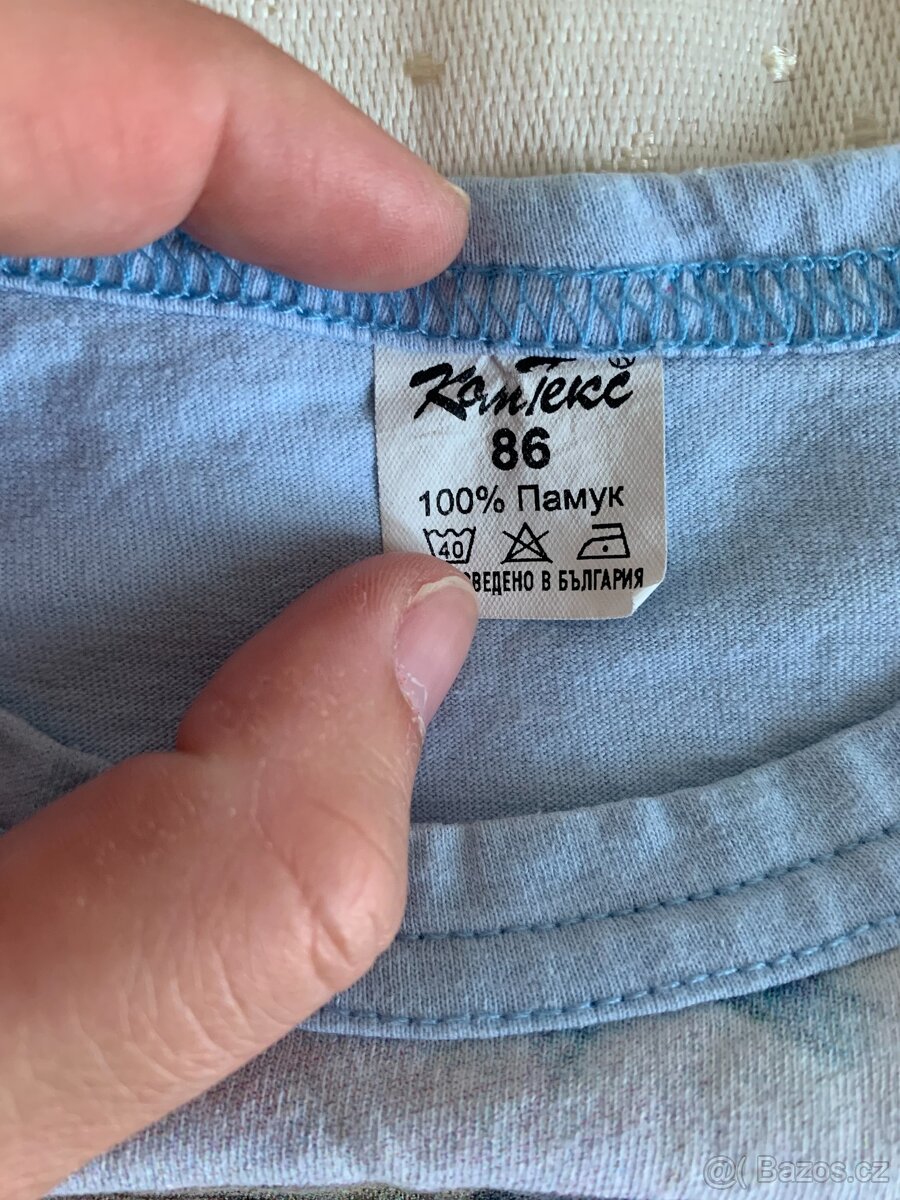 КомТекс ®
86
100% Памук
40
ВЕДЕНО В БЪЛГАРИЯ
@( Bazos.cz